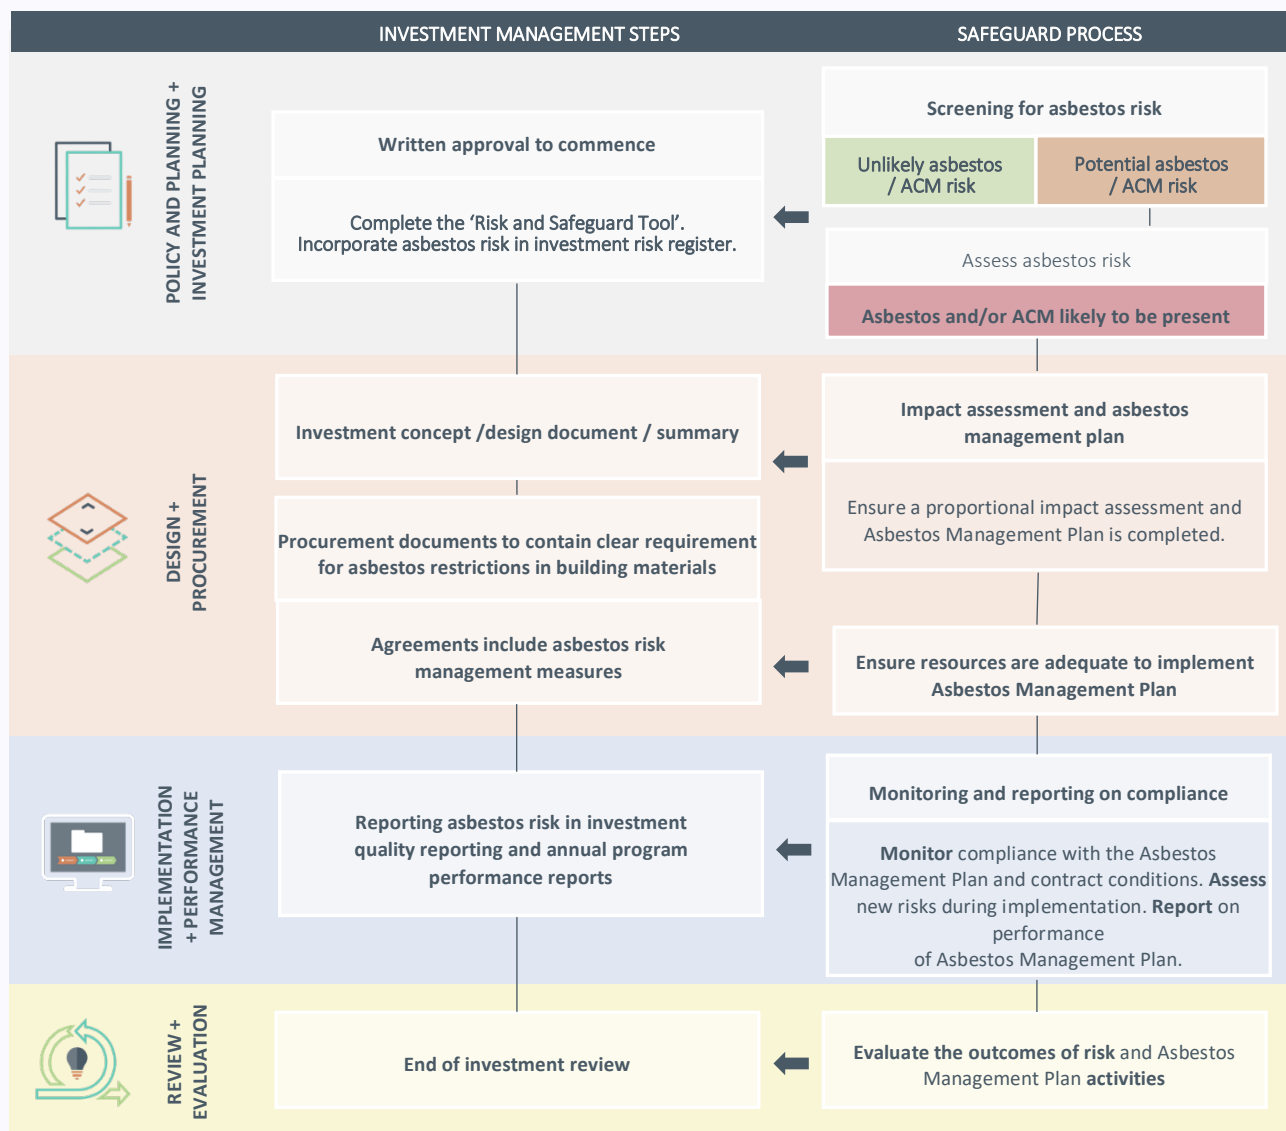 INVESTMENT MANAGEMENT STEPS
SAFEGUARD PROCESS
POLICY AND PLANNING +
INVESTMENT PLANNING
Written approval to commence
Complete the ‘Risk and Safeguard Tool’.
Incorporate asbestos risk in investment risk register.
Screening for asbestos risk
Unlikely asbestos
/ ACM risk
Potential asbestos
/ ACM risk
Assess asbestos risk
Asbestos and/or ACM likely to be present
DESIGN +
PROCUREMENT
Investment concept /design document / summary
Procurement documents to contain clear requirement
for asbestos restrictions in building materials
Agreements include asbestos risk
management measures
Impact assessment and asbestos
management plan
Ensure a proportional impact assessment and
Asbestos Management Plan is completed.
Ensure resources are adequate to implement
Asbestos Management Plan
IMPLEMENTATION
+ PERFORMANCE
MANAGEMENT
Reporting asbestos risk in investment
quality reporting and annual program
performance reports
Monitoring and reporting on compliance
Monitor compliance with the Asbestos
Management Plan and contract conditions. Assess
new risks during implementation. Report on
performance
of Asbestos Management Plan.
REVIEW +
EVALUATION
End of investment review
Evaluate the outcomes of risk and Asbestos
Management Plan activities